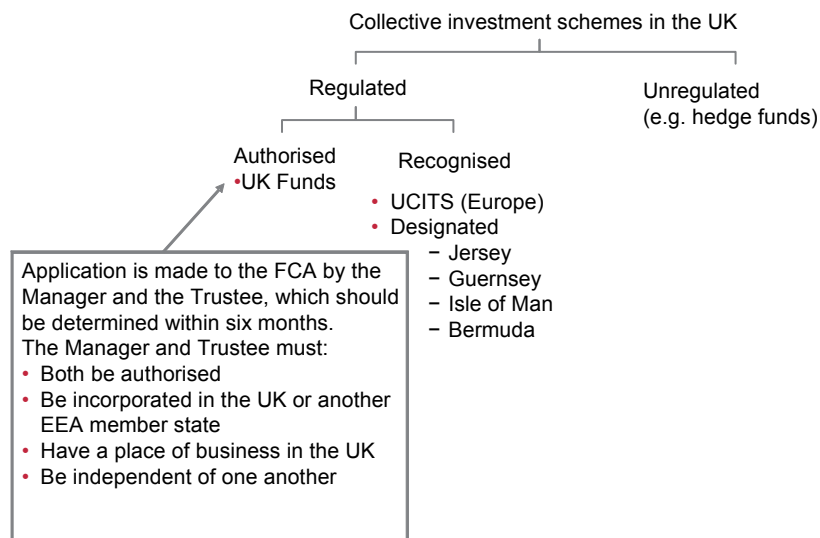 Collective investment schemes in the UK
Regulated
Unregulated
(e.g. hedge funds)
Authorised
•UK Funds
Recognised
• UCITS (Europe)
• Designated
– Jersey
– Guernsey
– Isle of Man
– Bermuda
Application is made to the FCA by the
Manager and the Trustee, which should
be determined within six months.
The Manager and Trustee must:
• Both be authorised
• Be incorporated in the UK or another
EEA member state
• Have a place of business in the UK
• Be independent of one another